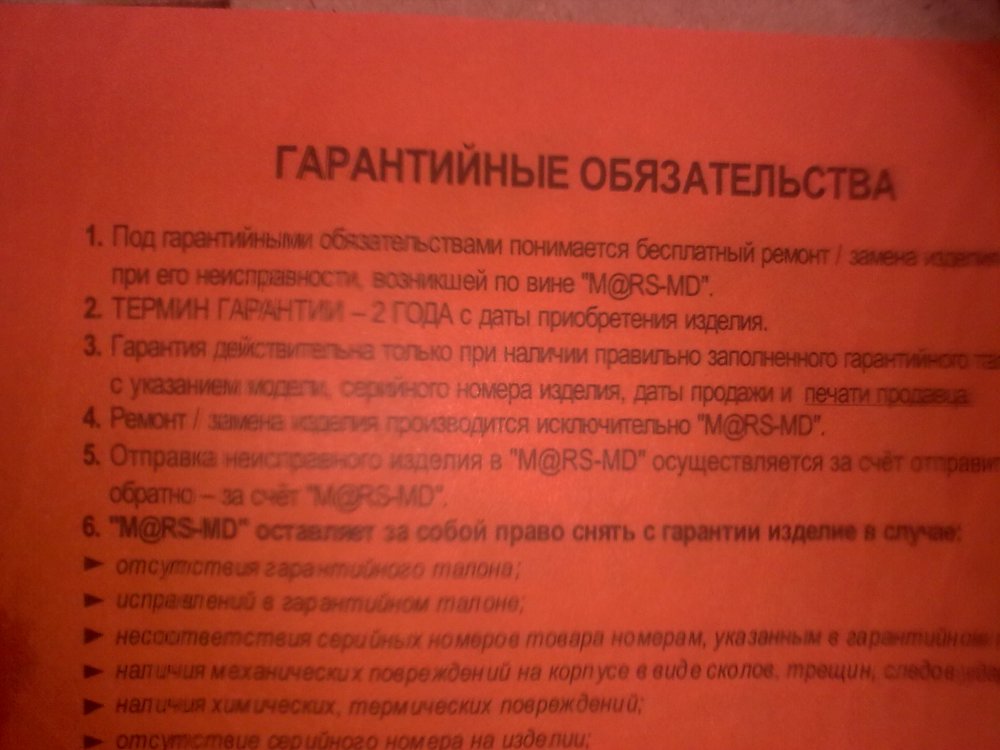 ГАРАНТИЙНЫЕ ОБЯЗАТЕЛЬСТВА
1. Под гарантийными обязательствами понимается бесплатный ремонт / замена
при его неисправности, возникшей по вине "M@RS-MD".
2. ТЕРМИН ГАРАНТИИ – 2 ГОДА с даты приобретения изделия.
3. Гарантия действительна только при наличии правильно заполненного гарантийного
с указанием модели, серийного номера изделия, даты продажи и печати продавца
4. Ремонт / замена изделия производится исключительно "M@RS-MD".
5. Отправка неисправного изделия в "M@RS-MD" осуществляется за счёт
обратно – за счёт "M@RS-MD".
6. "M@RS-MD" оставляет за собой право снять с гарантии изделие в случае:
► отсутствия гарантийного талона;
► исправлений в гарантийном талоне;
► несоответствия серийных номеров товара номерам, указанным в гарантийном
► наличия механических повреждений на корпусе в виде сколов, трещин, следов
► наличия химических, термических повреждений;
► отсутствие серийного номера на изделии;